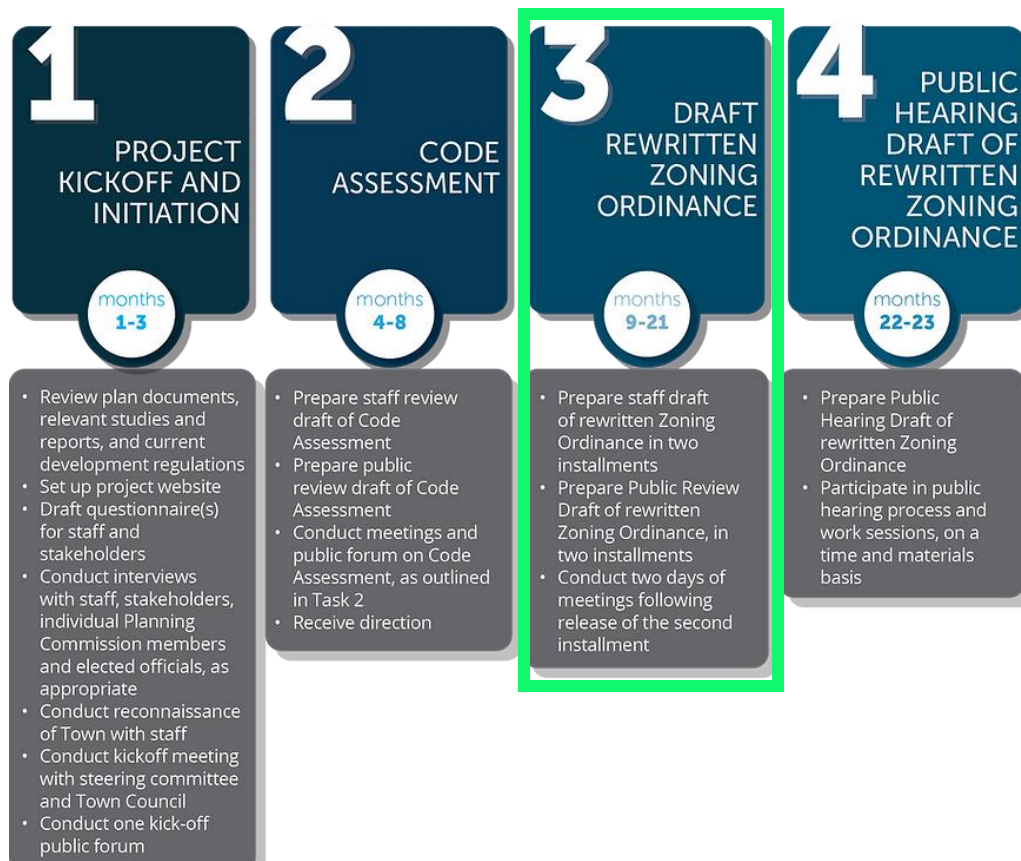 1
PROJECT
KICKOFF AND
INITIATION
months
1-3
• Review plan documents,
relevant studies and
reports, and current
development regulations
• Set up project website
• Draft questionnaire(s)
for staff and
stakeholders
• Conduct interviews
with staff, stakeholders,
individual Planning
Commission members
and elected officials, as
appropriate
• Conduct reconnaissance
of Town with staff
• Conduct kickoff meeting
with steering committee
and Town Council
• Conduct one kick-off
public forum
2
CODE
ASSESSMENT
months
4-8
• Prepare staff review
draft of Code
Assessment
• Prepare public
review draft of Code
Assessment
• Conduct meetings and
public forum on Code
Assessment, as outlined
in Task 2
• Receive direction
3
DRAFT
REWRITTEN
ZONING
ORDINANCE
months
9-21
• Prepare staff draft
of rewritten Zoning
Ordinance in two
installments
• Prepare Public Review
Draft of rewritten
Zoning Ordinance, in
two installments
• Conduct two days of
meetings following
release of the second
installment
4
PUBLIC
HEARING
DRAFT OF
REWRITTEN
ZONING
ORDINANCE
months
22-23
• Prepare Public
Hearing Draft of
rewritten Zoning
Ordinance
• Participate in public
hearing process and
work sessions, on a
time and materials
basis